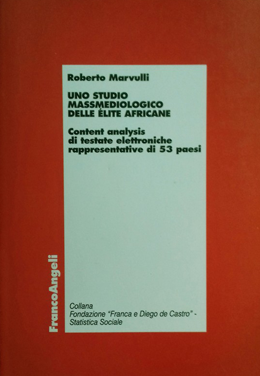 Roberto Marvulli
UNO STUDIO
MASSMEDIOLOGICO
DELLE ÉLITE AFRICANE
Content analysis
di testate elettroniche
rappresentative di 53 paesi
FrancoAngeli
Collana
Fondazione "Franca e Diego de Castro" -
Statistica Sociale